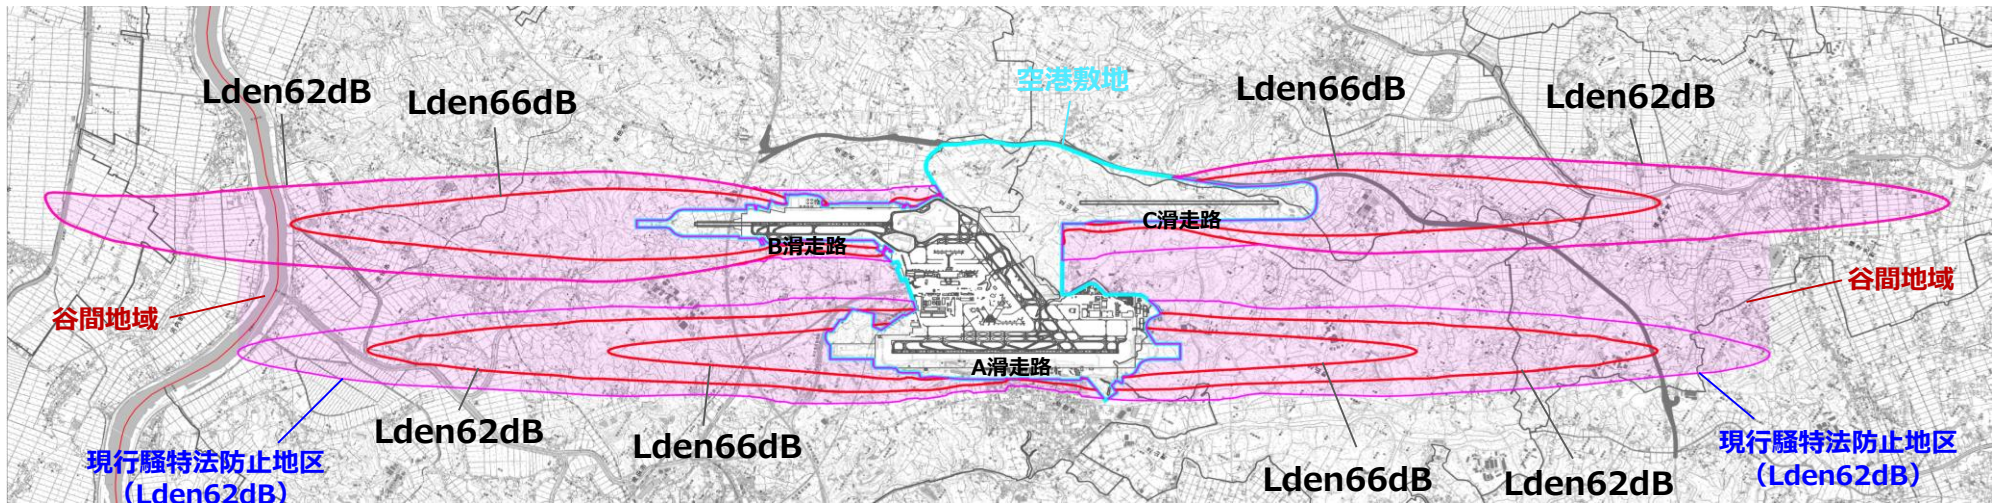 空港敷地
Lden62dB
Lden66dB
Lden66dB
Lden62dB
B滑走路
C滑走路
谷間地域
谷間地域
A滑走路
Lden62dB
Lden66dB
Lden66dB
Lden62dB
現行騒特法防止地区
（Lden62dB）
現行騒特法防止地区
（Lden62dB）